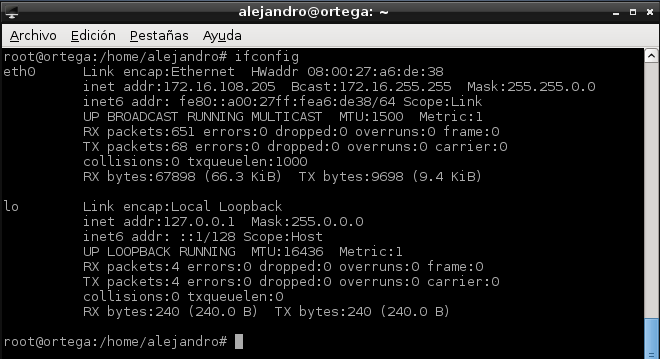 alejandro@ortega: ~
Archivo Edición Pestañas Ayuda
root@ortega:/home/alejandro# ifconfig
eth0      Link encap:Ethernet  HWaddr 08:00:27:a6:de:38
          inet addr:172.16.108.205  Bcast:172.16.255.255  Mask:255.255.0.0
          inet6 addr: fe80::a00:27ff:fea6:de38/64 Scope:Link
          UP BROADCAST RUNNING MULTICAST  MTU:1500  Metric:1
          RX packets:651 errors:0 dropped:0 overruns:0 frame:0
          TX packets:68 errors:0 dropped:0 overruns:0 carrier:0
          collisions:0 txqueuelen:1000
          RX bytes:67898 (66.3 KiB)  TX bytes:9698 (9.4 KiB)
lo        Link encap:Local Loopback
          inet addr:127.0.0.1  Mask:255.0.0.0
          inet6 addr: ::1/128 Scope:Host
          UP LOOPBACK RUNNING  MTU:16436  Metric:1
          RX packets:4 errors:0 dropped:0 overruns:0 frame:0
          TX packets:4 errors:0 dropped:0 overruns:0 carrier:0
          collisions:0 txqueuelen:0
          RX bytes:240 (240.0 B)  TX bytes:240 (240.0 B)
root@ortega:/home/alejandro#